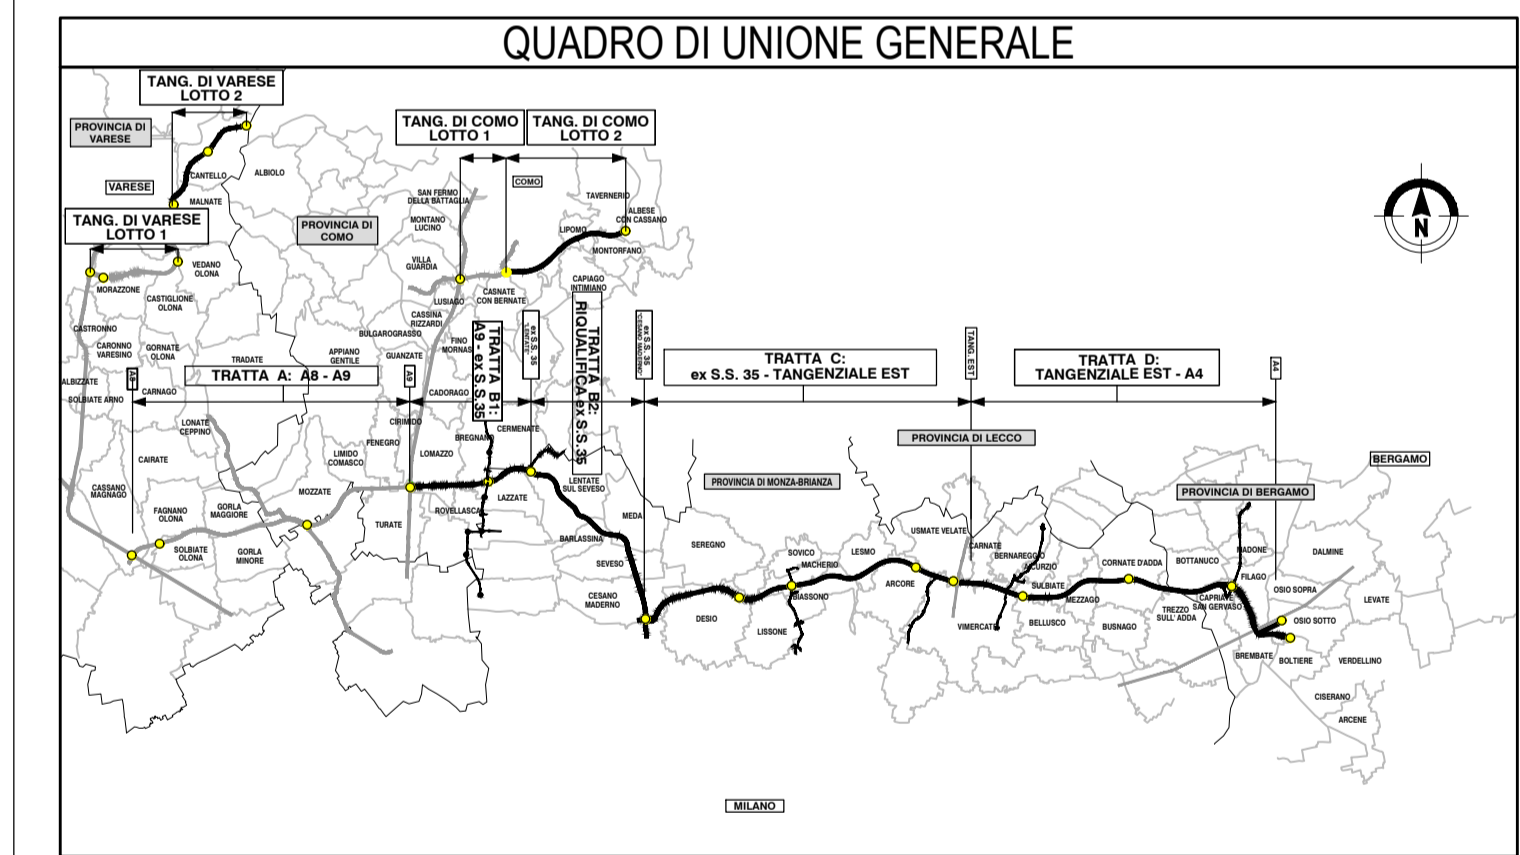 QUADRO DI UNIONE GENERALE
TANG. DI VARESE
LOTTO 2
PROVINCIA DI
VARESE
VARESE
CANTELLO
ALBIOLO
MALNATE
TANG. DI VARESE
LOTTO 1
PROVINCIA DI
COMO
TANG. DI COMO
LOTTO 1
TANG. DI COMO
LOTTO 2
COMO
SAN FERMO
DELLA BATTAGLIA
MONTANO
LUCINO
TAVERNERIO
ALBESE
CON CASSANO
LIPOMO
MONTORFANO
VILLA
GUARDIA
LUSIAGO
CASNATE
CON BERNATE
CAPIAGO
INTIMIANO
N
VEDANO
OLONA
MORAZZONE
CASTIGLIONE
OLONA
CASTRONNO
CARONNO
VARESINO
GORNATE
OLONA
CASSINA
RIZZARDI
BULGAROGRASSO
FINO
MORNAS
TRADATE
APPIANO
GENTILE
GUANZATE
ALBIZZATE
SOLBIATE ARNO
CARNAGO
CADORAGO
A8
TRATTA A: A8 - A9
A9
TRATTA B1:
A9 - ex S.S.35
ex S.S. 35
"LENTATE"
TRATTA B2:
RIQUALIFICA ex S.S.35
ex S.S. 35
"CESANO MADERNO"
TRATTA C:
ex S.S. 35 - TANGENZIALE EST
TANG. EST
TRATTA D:
TANGENZIALE EST - A4
A4
LONATE
CEPPINO
CIRIMIDO
FENEGRO
BREGNANO
CERMENATE
LOMAZZO
LIMIDO
COMASCO
CAIRATE
PROVINCIA DI LECCO
BERGAMO
PROVINCIA DI MONZA-BRIANZA
PROVINCIA DI BERGAMO
CASSANO
MAGNAGO
MOZZATE
FAGNANO
OLONA
GORLA
MAGGIORE
ROVELLASCA
LAZZATE
LENTATE
SUL SEVESO
TURATE
MEDA
BARLASSINA
SOLBIATE
OLONA
GORLA
MINORE
SEVESO
CESANO
MADERNO
SEREGNO
DESIO
SOVICO
MACHERIO
BIASSONO
LISSONE
LESMO
ARCORE
USMATE VELATE
CARNATE
BERNAREGGIO
AICURZIO
SULBIATE
MEZZAGO
VIMERCATE
BELLUSCO
CORNATE D'ADDA
BUSNAGO
TREZZO
SULL' ADDA
BOTTANUCO
MADONE
FILAGO
CAPRIATE
SAN GERVASO
DALMINE
OSIO SOPRA
OSIO SOTTO
LEVATE
BREMBATE
BOLTIERE
VERDELLINO
CISERANO
ARCENE
MILANO